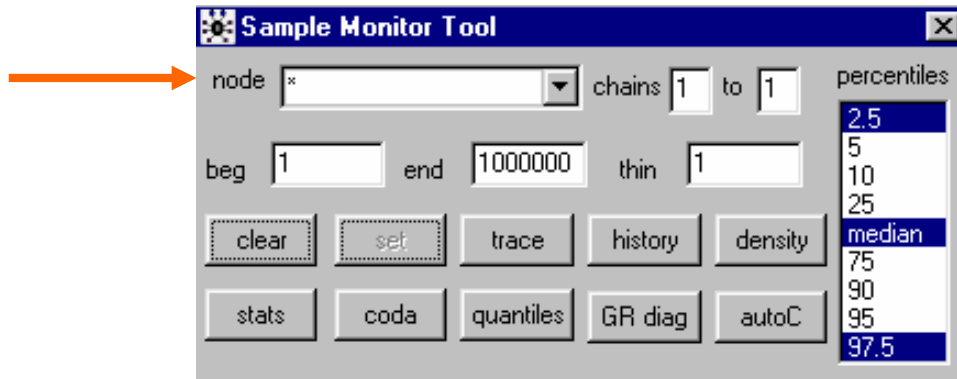 Sample Monitor Tool
node * chains 1 to 1
percentiles
2.5
5
10
25
median
75
90
95
97.5
beg 1 end 1000000 thin 1
clear set trace history density
stats coda quantiles GR diag autoC